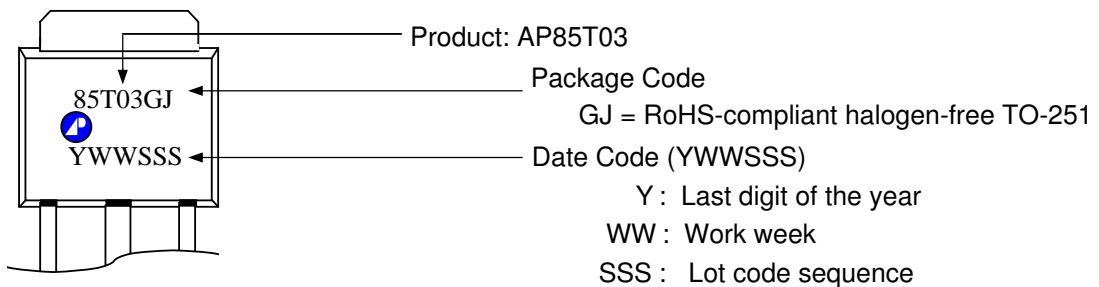 Product: AP85T03
Package Code
85T03GJ
GJ = RoHS-compliant halogen-free TO-251
YWWSSS
Date Code (YWWSSS)
Y : Last digit of the year
WW : Work week
SSS : Lot code sequence